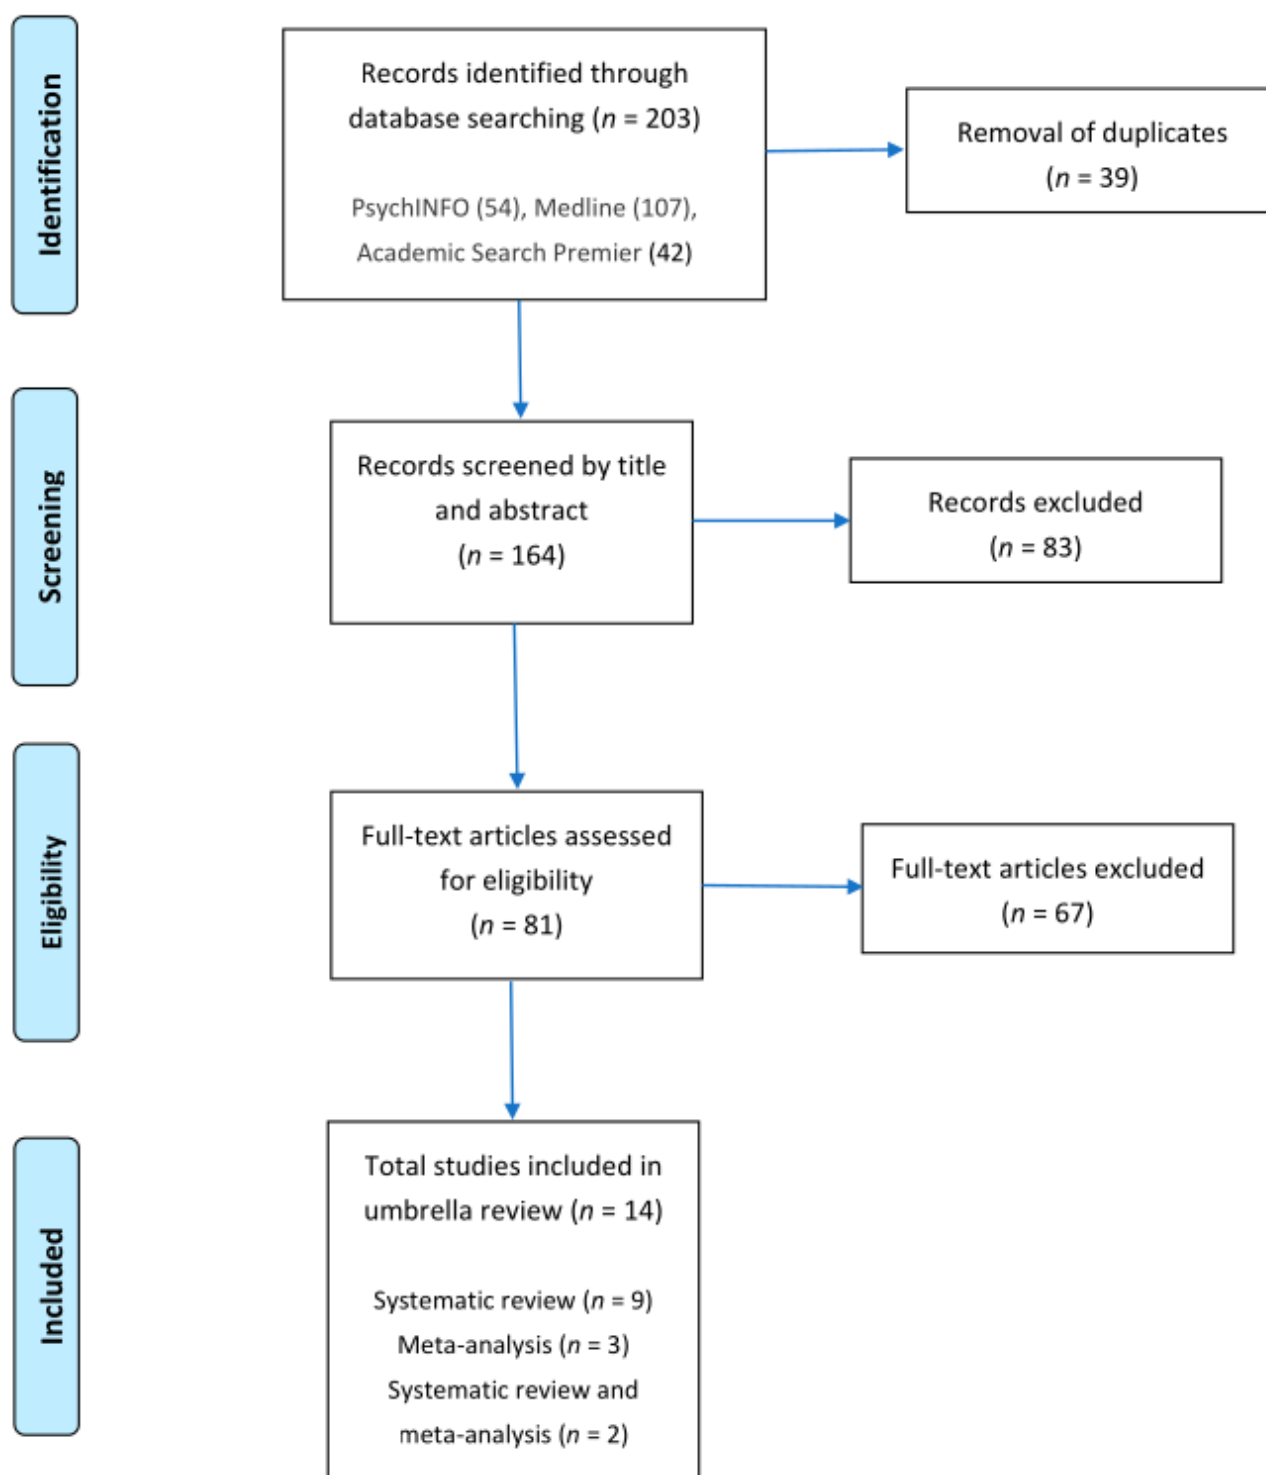 Identification
Records identified through
database searching (n = 203)
PsychINFO (54), Medline (107),
Academic Search Premier (42)
Removal of duplicates
(n = 39)
Screening
Records screened by title
and abstract
(n = 164)
Records excluded
(n = 83)
Eligibility
Full-text articles assessed
for eligibility
(n = 81)
Full-text articles excluded
(n = 67)
Included
Total studies included in
umbrella review (n = 14)
Systematic review (n = 9)
Meta-analysis (n = 3)
Systematic review and
meta-analysis (n = 2)